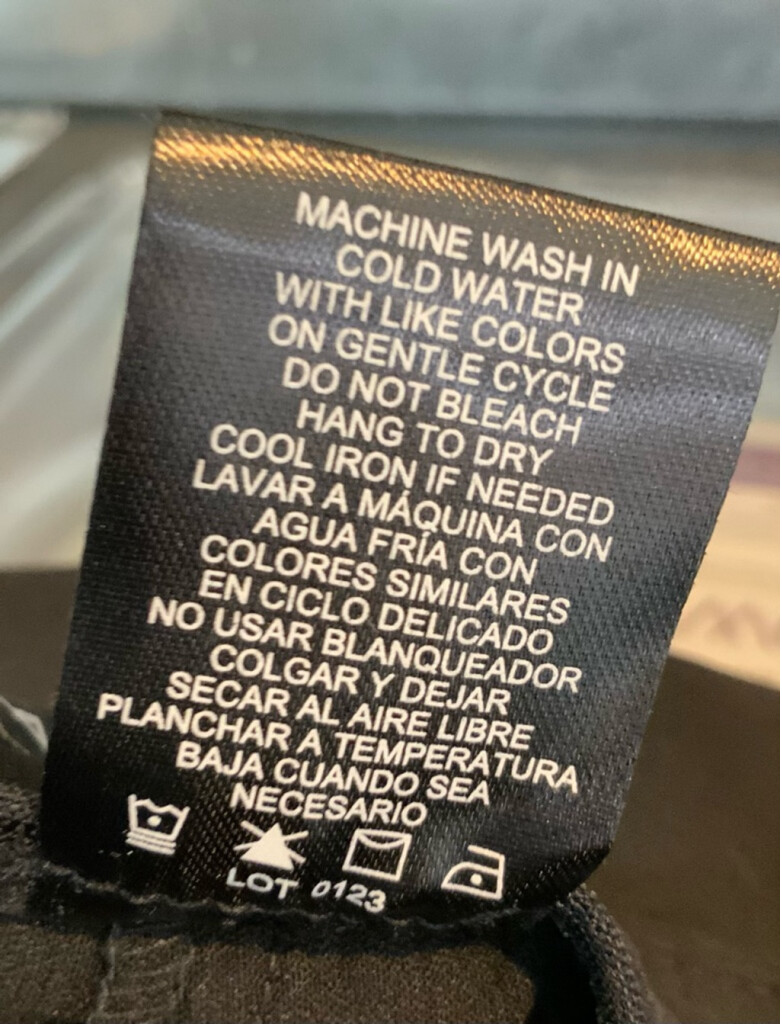 MACHINE WASH IN
COLD WATER
WITH LIKE COLORS
ON GENTLE CYCLE
DO NOT BLEACH
HANG TO DRY
COOL IRON IF NEEDED
LAVAR A MÁQUINA CON
AGUA FRÍA CON
COLORES SIMILARES
EN CICLO DELICADO
NO USAR BLANQUEADOR
COLGAR Y DEJAR
SECAR AL AIRE LIBRE
PLANCHAR A TEMPERATURA
BAJA CUANDO SEA
NECESARIO
LOT 0123